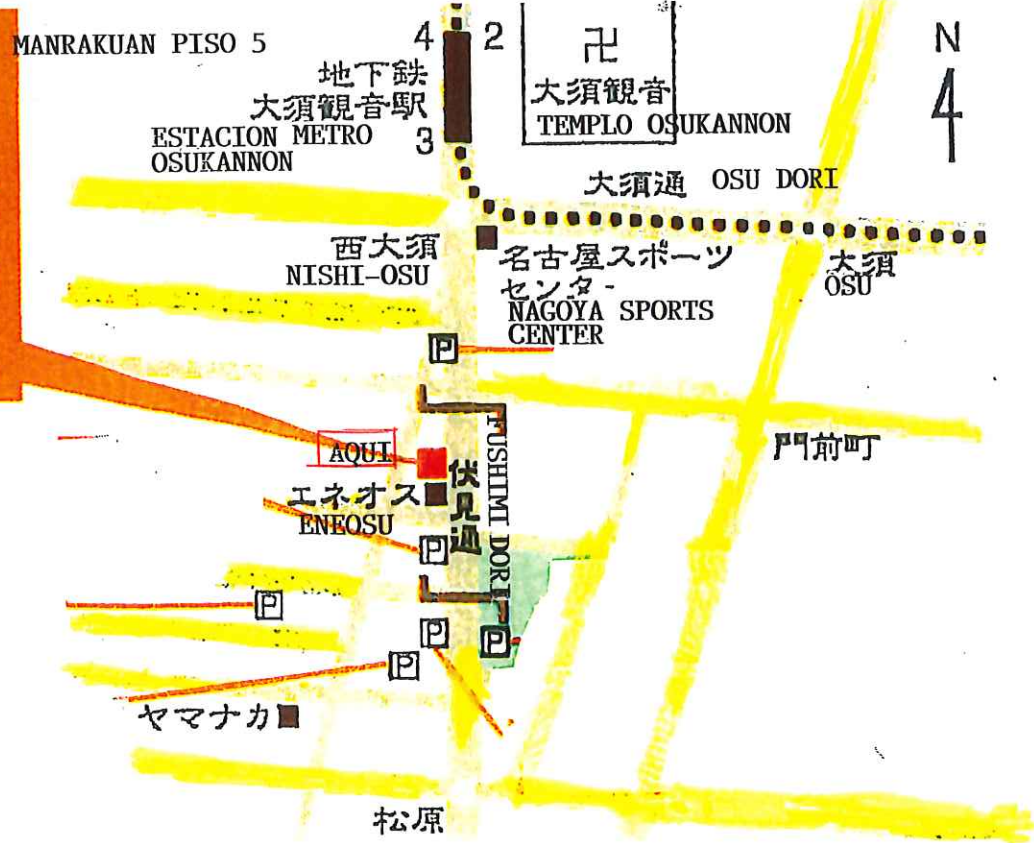 MANRAKUAN PISO 5
4
2
卍
N
地下鉄
大須観音駅
大須観音
TEMPLO OSUKANNON
3
ESTACION METRO
OSUKANNON
大須通 OSU DORI
西大須
NISHI-OSU
名古屋スポーツ
センター
NAGOYA SPORTS
CENTER
大須
OSU
P
門前町
AQUI
伏見通
FUSHIMI DORI
エネオス
ENEOSU
P
P
P
P
P
ヤマナカ
松原